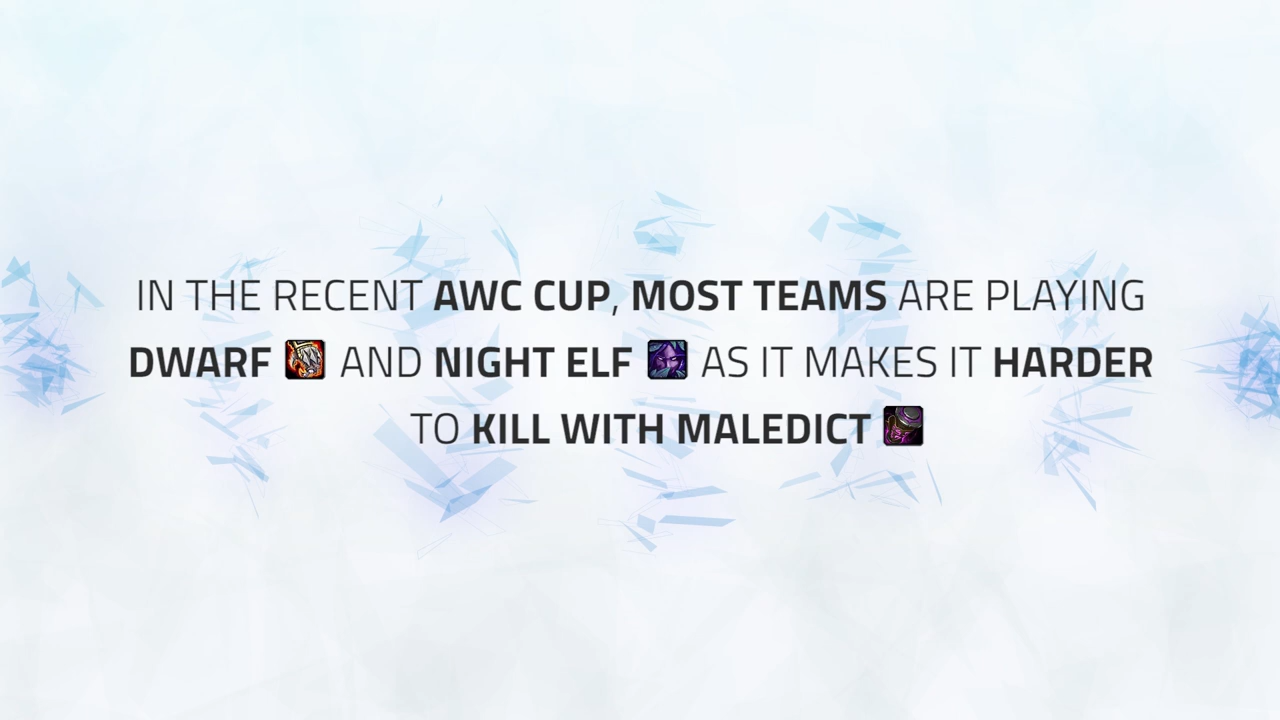 IN THE RECENT AWC CUP, MOST TEAMS ARE PLAYING
DWARF AND NIGHT ELF AS IT MAKES IT HARDER
TO KILL WITH MALEDICT